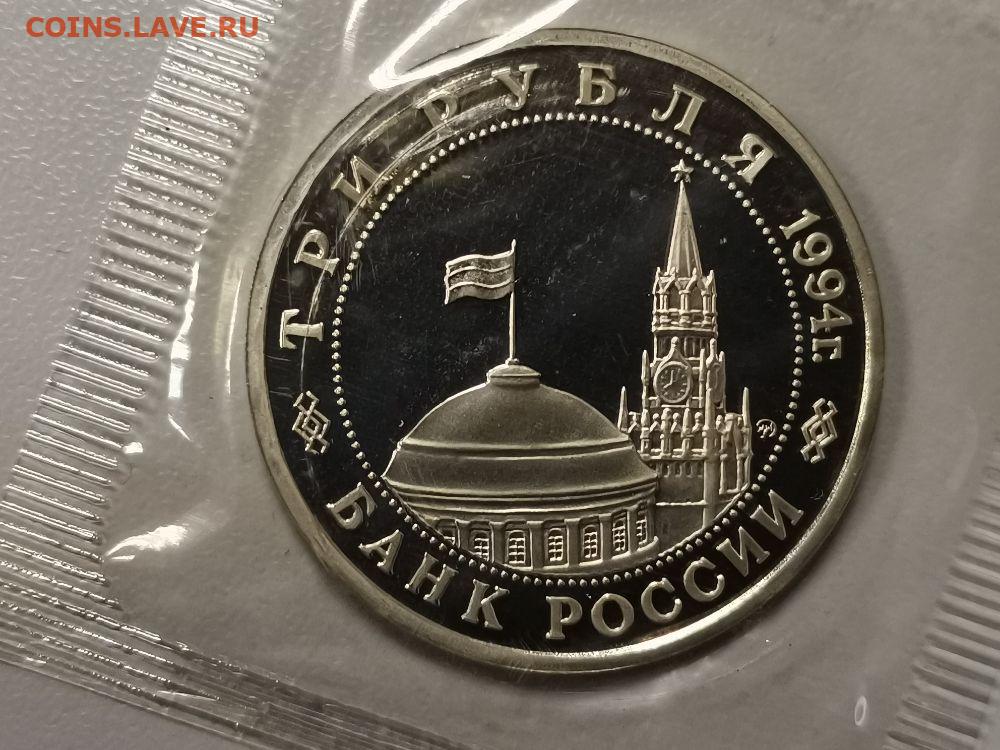 COINS.LAVE.RU
ТРИ РУБЛЯ 1994г.
БАНК РОССИИ